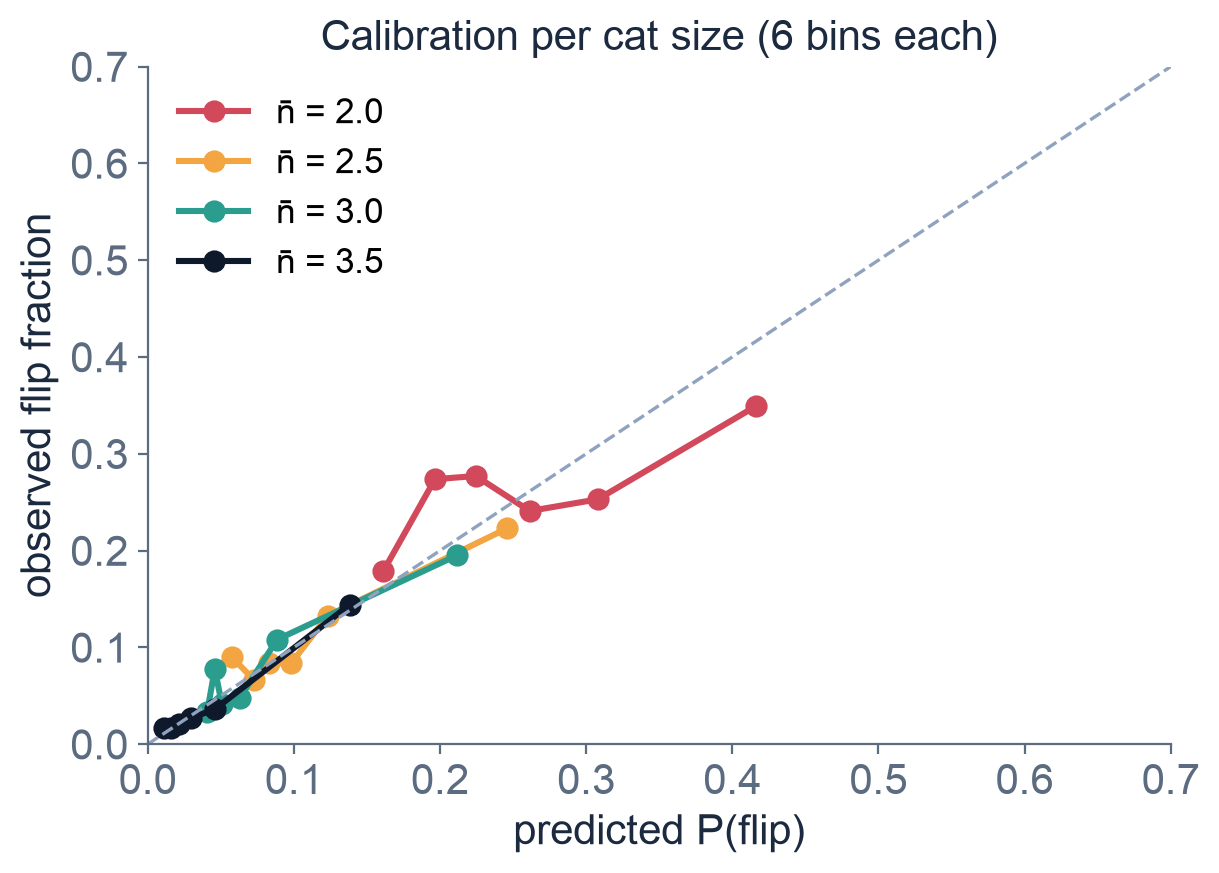 Calibration per cat size (6 bins each)
0.7
0.6
0.5
0.4
0.3
0.2
0.1
0.0
observed flip fraction
n̄ = 2.0
n̄ = 2.5
n̄ = 3.0
n̄ = 3.5
0.0 0.1 0.2 0.3 0.4 0.5 0.6 0.7
predicted P(flip)